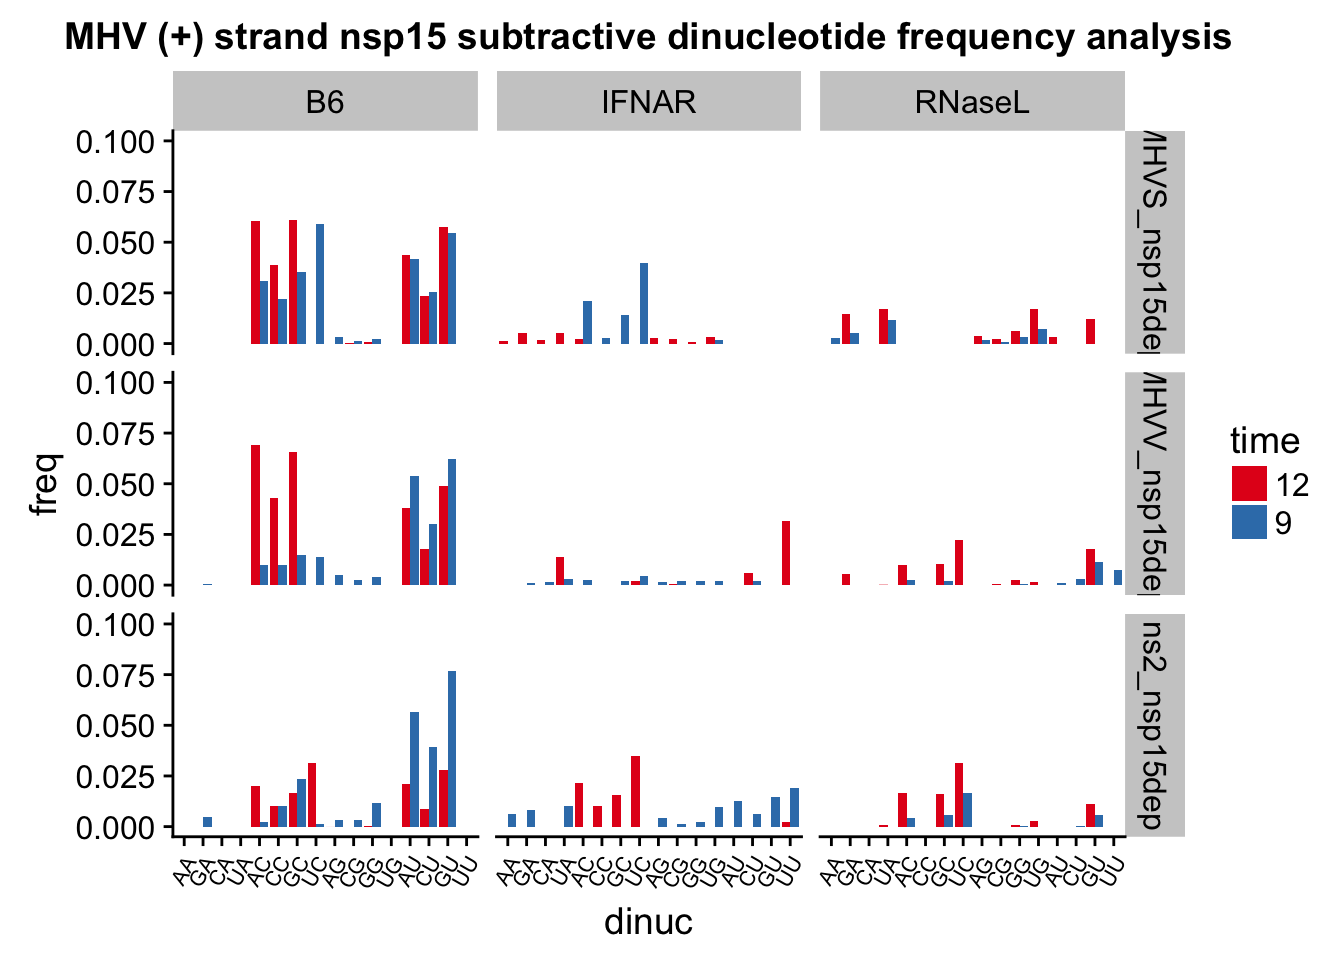 MHV (+) strand nsp15 subtractive dinucleotide frequency analysis
B6 IFNAR RNaseL
0.100
0.075
0.050
0.025
0.000
MHVS_nsp15dep
0.100
0.075
0.050
0.025
0.000
MHVV_nsp15dep
0.100
0.075
0.050
0.025
0.000
ns2_nsp15dep
freq
AA GA CA UA AC CC GC UC AG CG GG UG AU CU GU UU
AA GA CA UA AC CC GC UC AG CG GG UG AU CU GU UU
AA GA CA UA AC CC GC UC AG CG GG UG AU CU GU UU
dinuc
time
12
9